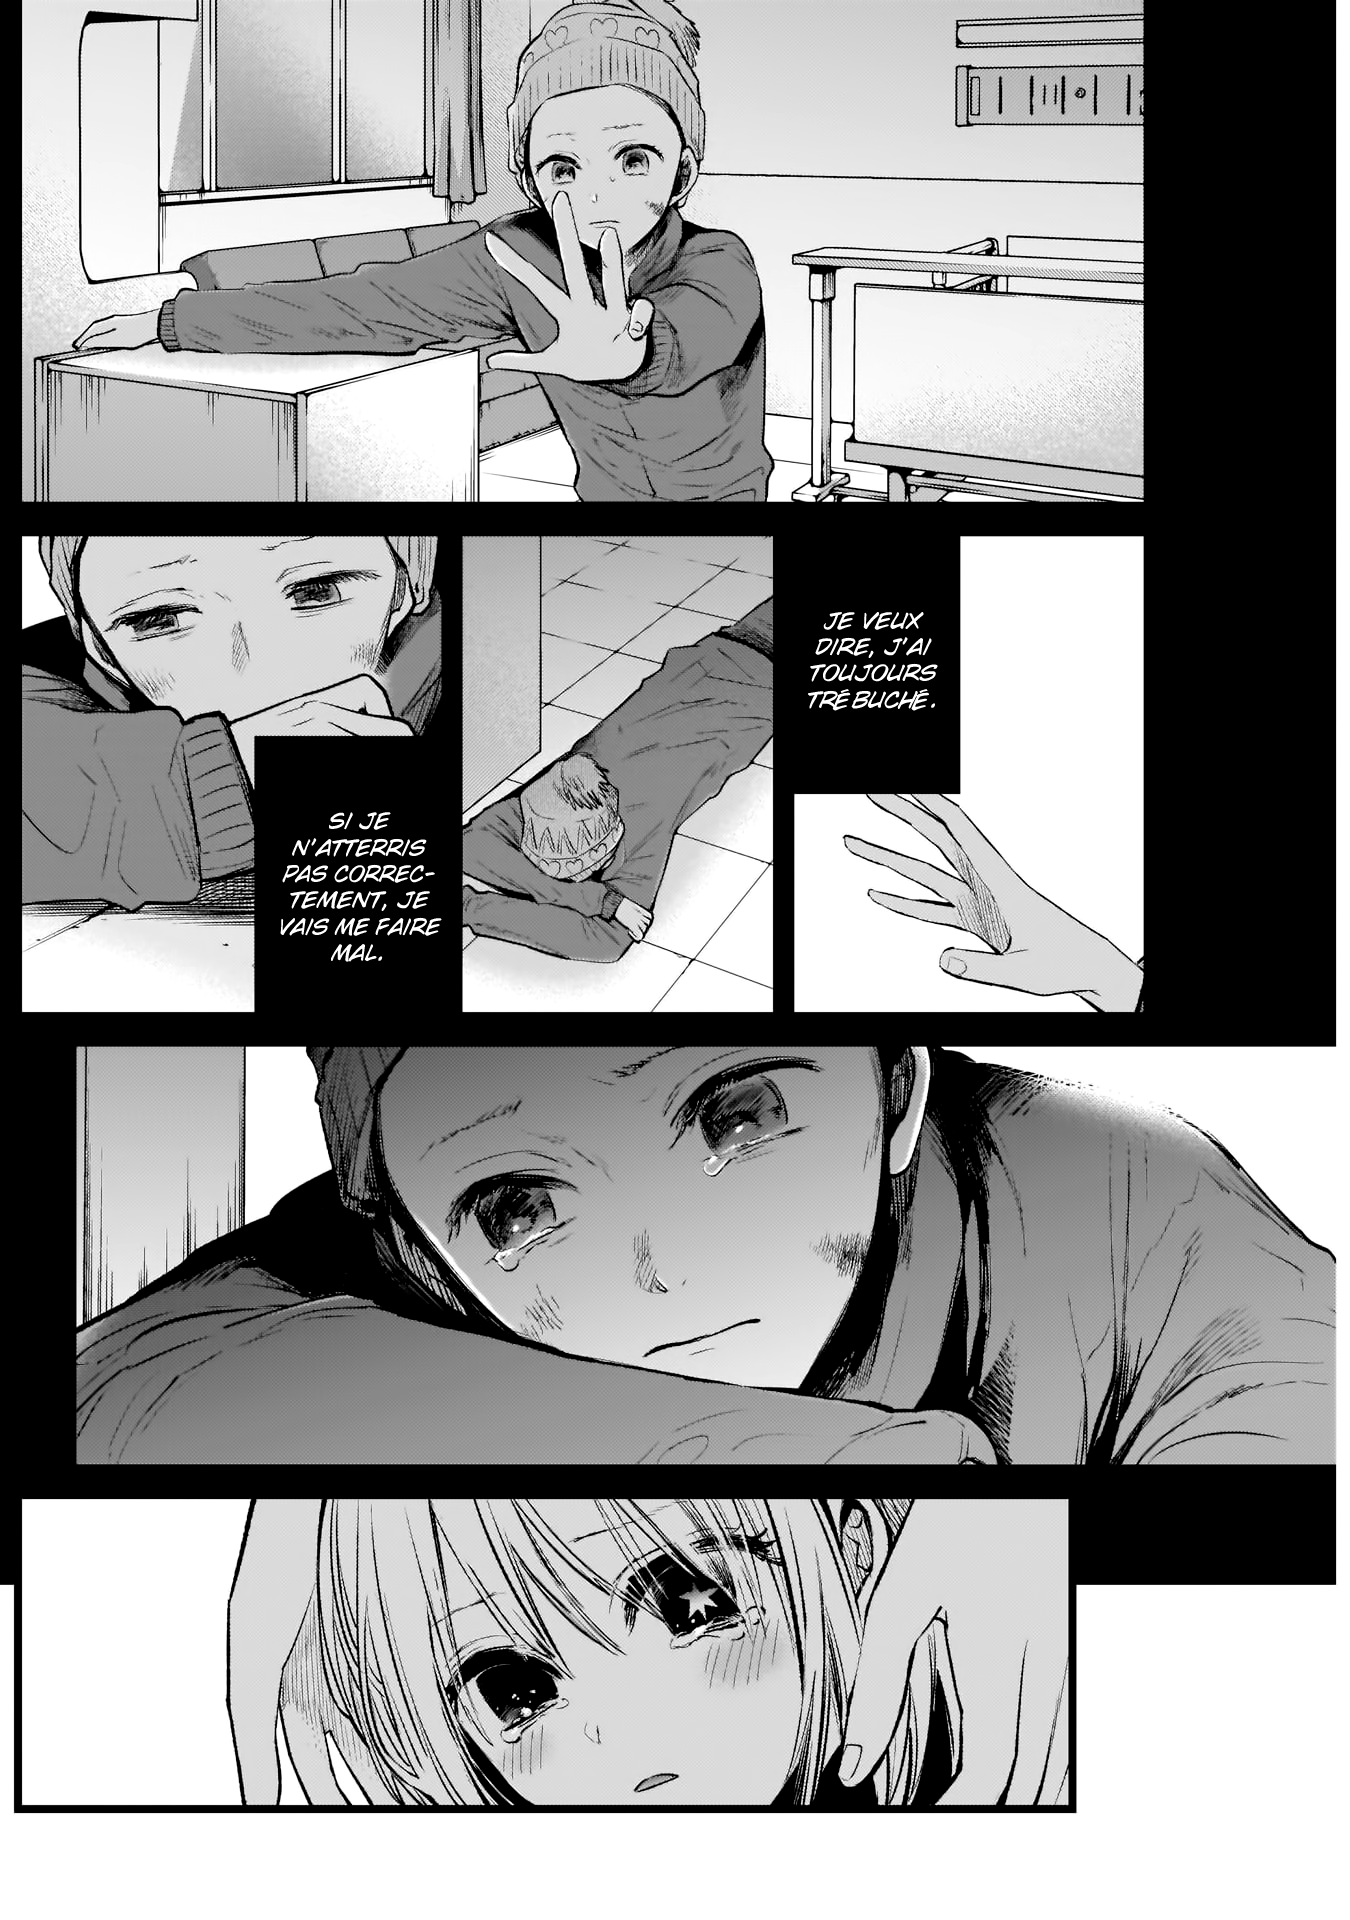 JE VEUX
DIRE, J'AI
TOUJOURS
TRÉBUCHÉ.
SI JE
N'ATTERRIS
PAS CORREC-
TEMENT, JE
VAIS ME FAIRE
MAL.